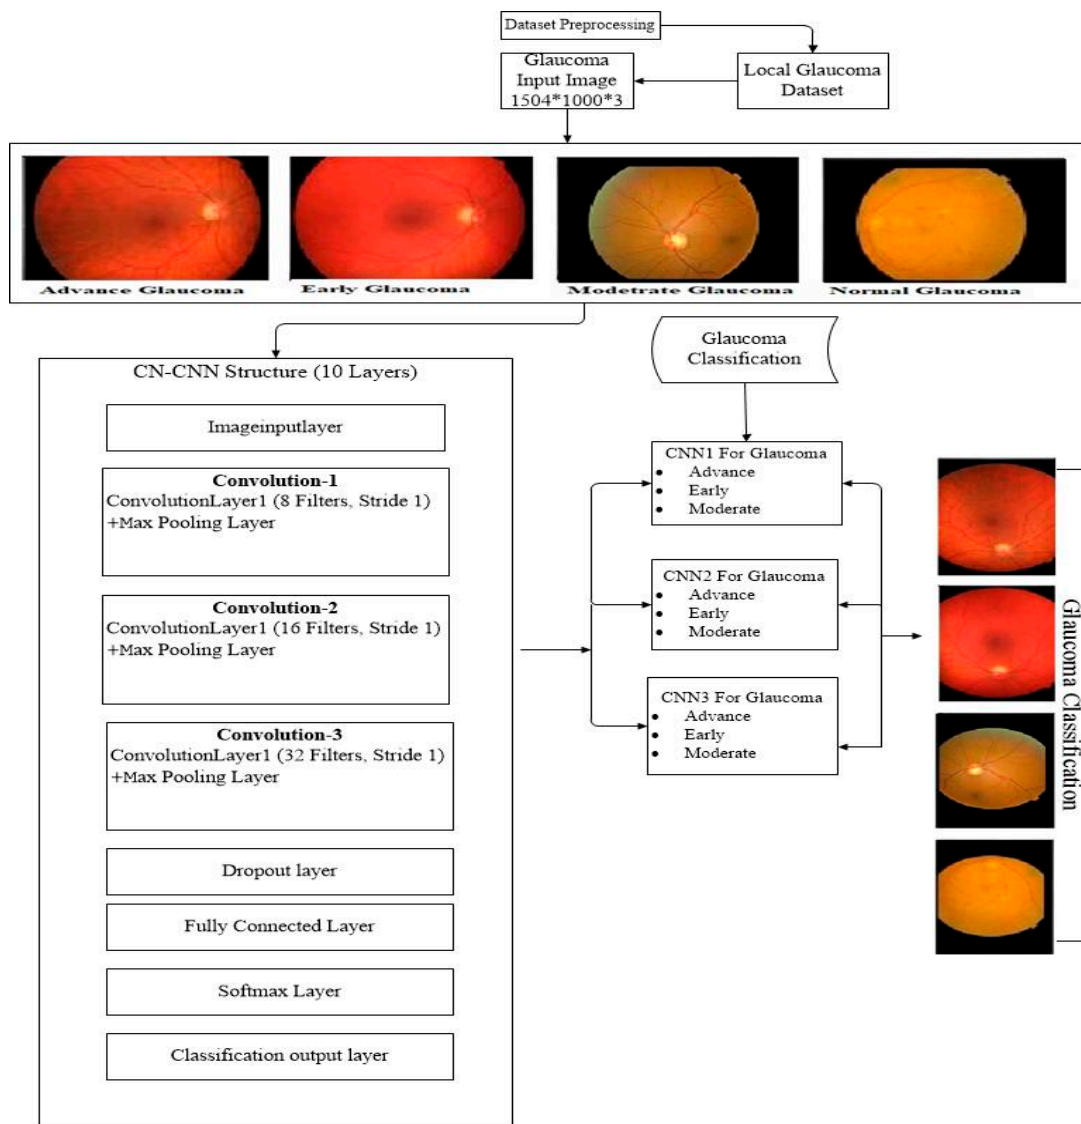 Dataset Preprocessing
Glaucoma
Input Image
1504*1000*3
Local Glaucoma
Dataset
Advance Glaucoma
Early Glaucoma
Modetrate Glaucoma
Normal Glaucoma
CN-CNN Structure (10 Layers)
Imageinputlayer
Convolution-1
ConvolutionLayer1 (8 Filters, Stride 1)
+Max Pooling Layer
Convolution-2
ConvolutionLayer1 (16 Filters, Stride 1)
+Max Pooling Layer
Convolution-3
ConvolutionLayer1 (32 Filters, Stride 1)
+Max Pooling Layer
Dropout layer
Fully Connected Layer
Softmax Layer
Classification output layer
Glaucoma
Classification
CNN1 For Glaucoma
• Advance
• Early
• Moderate
CNN2 For Glaucoma
• Advance
• Early
• Moderate
CNN3 For Glaucoma
• Advance
• Early
• Moderate
Glaucoma Classification